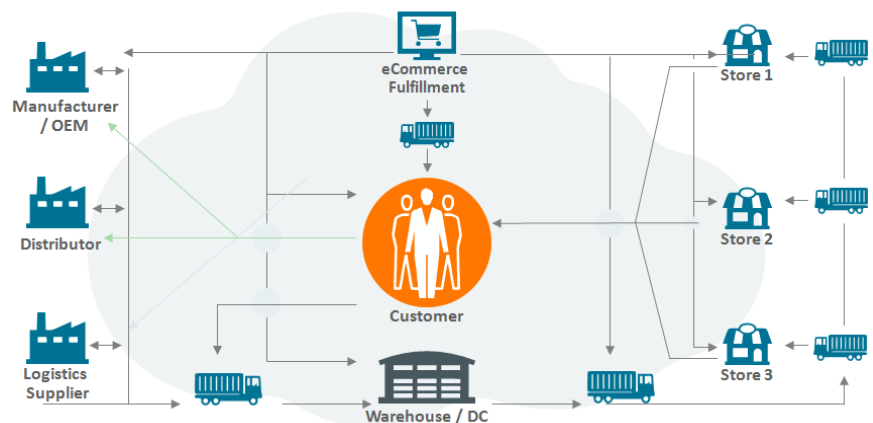 eCommerce
Fulfillment
Store 1
Manufacturer
/ OEM
Distributor
Store 2
Customer
Logistics
Supplier
Store 3
Warehouse / DC